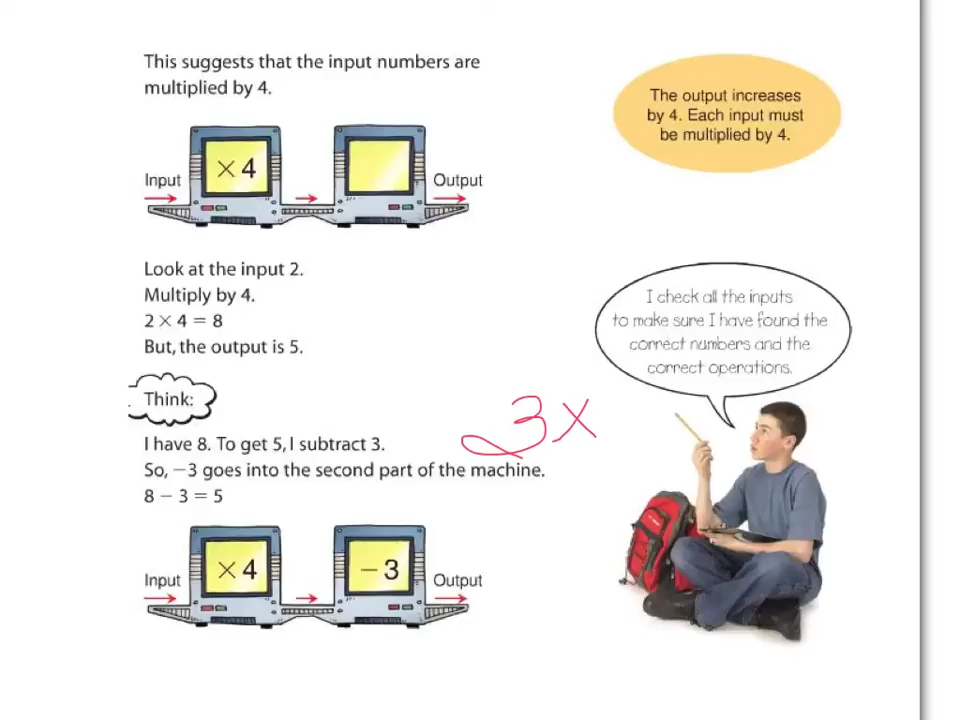 This suggests that the input numbers are
multiplied by 4.
The output increases
by 4. Each input must
be multiplied by 4.
× 4
Input
Output
Look at the input 2.
Multiply by 4.
2 × 4 = 8
But, the output is 5.
I check all the inputs
to make sure I have found the
correct numbers and the
correct operations.
Think:
I have 8. To get 5, I subtract 3.
So, −3 goes into the second part of the machine.
8 − 3 = 5
3x
× 4
− 3
Input
Output